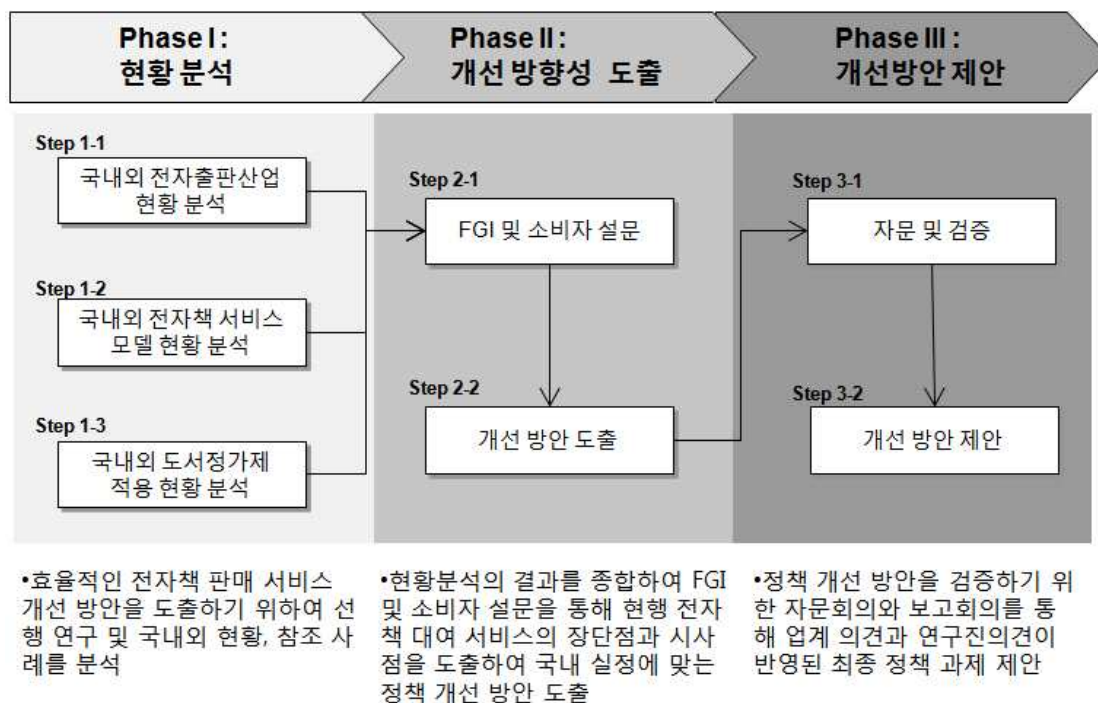 Phase I :
현황 분석
Phase II :
개선 방향성 도출
Phase III :
개선방안 제안
Step 1-1
국내외 전자출판산업
현황 분석
Step 1-2
국내외 전자책 서비스
모델 현황 분석
Step 1-3
국내외 도서정가제
적용 현황 분석
Step 2-1
FGI 및 소비자 설문
Step 2-2
개선 방안 도출
Step 3-1
자문 및 검증
Step 3-2
개선 방안 제안
•효율적인 전자책 판매 서비스
개선 방안을 도출하기 위하여 선
행 연구 및 국내외 현황, 참조 사
례를 분석
•현황분석의 결과를 종합하여 FGI
및 소비자 설문을 통해 현행 전자
책 대여 서비스의 장단점과 시사
점을 도출하여 국내 실정에 맞는
정책 개선 방안 도출
•정책 개선 방안을 검증하기 위
한 자문회의와 보고회의를 통
해 업계 의견과 연구진의견이
반영된 최종 정책 과제 제안